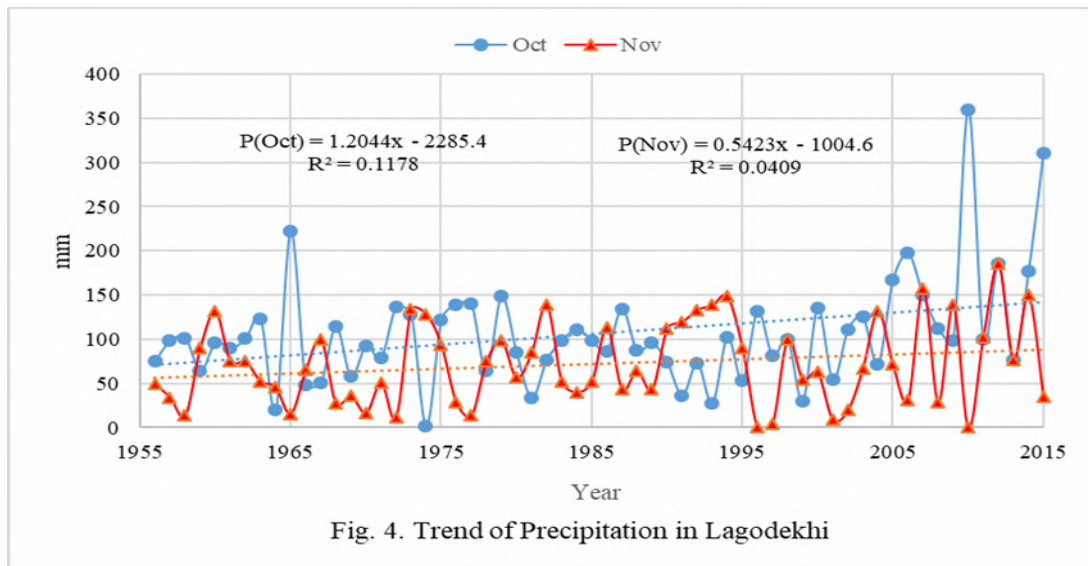 Oct Nov
400
350
300
250
200
150
100
50
0
mm
P(Oct) = 1.2044x - 2285.4
R² = 0.1178
P(Nov) = 0.5423x - 1004.6
R² = 0.0409
1955 1965 1975 1985 1995 2005 2015
Year
Fig. 4. Trend of Precipitation in Lagodekhi